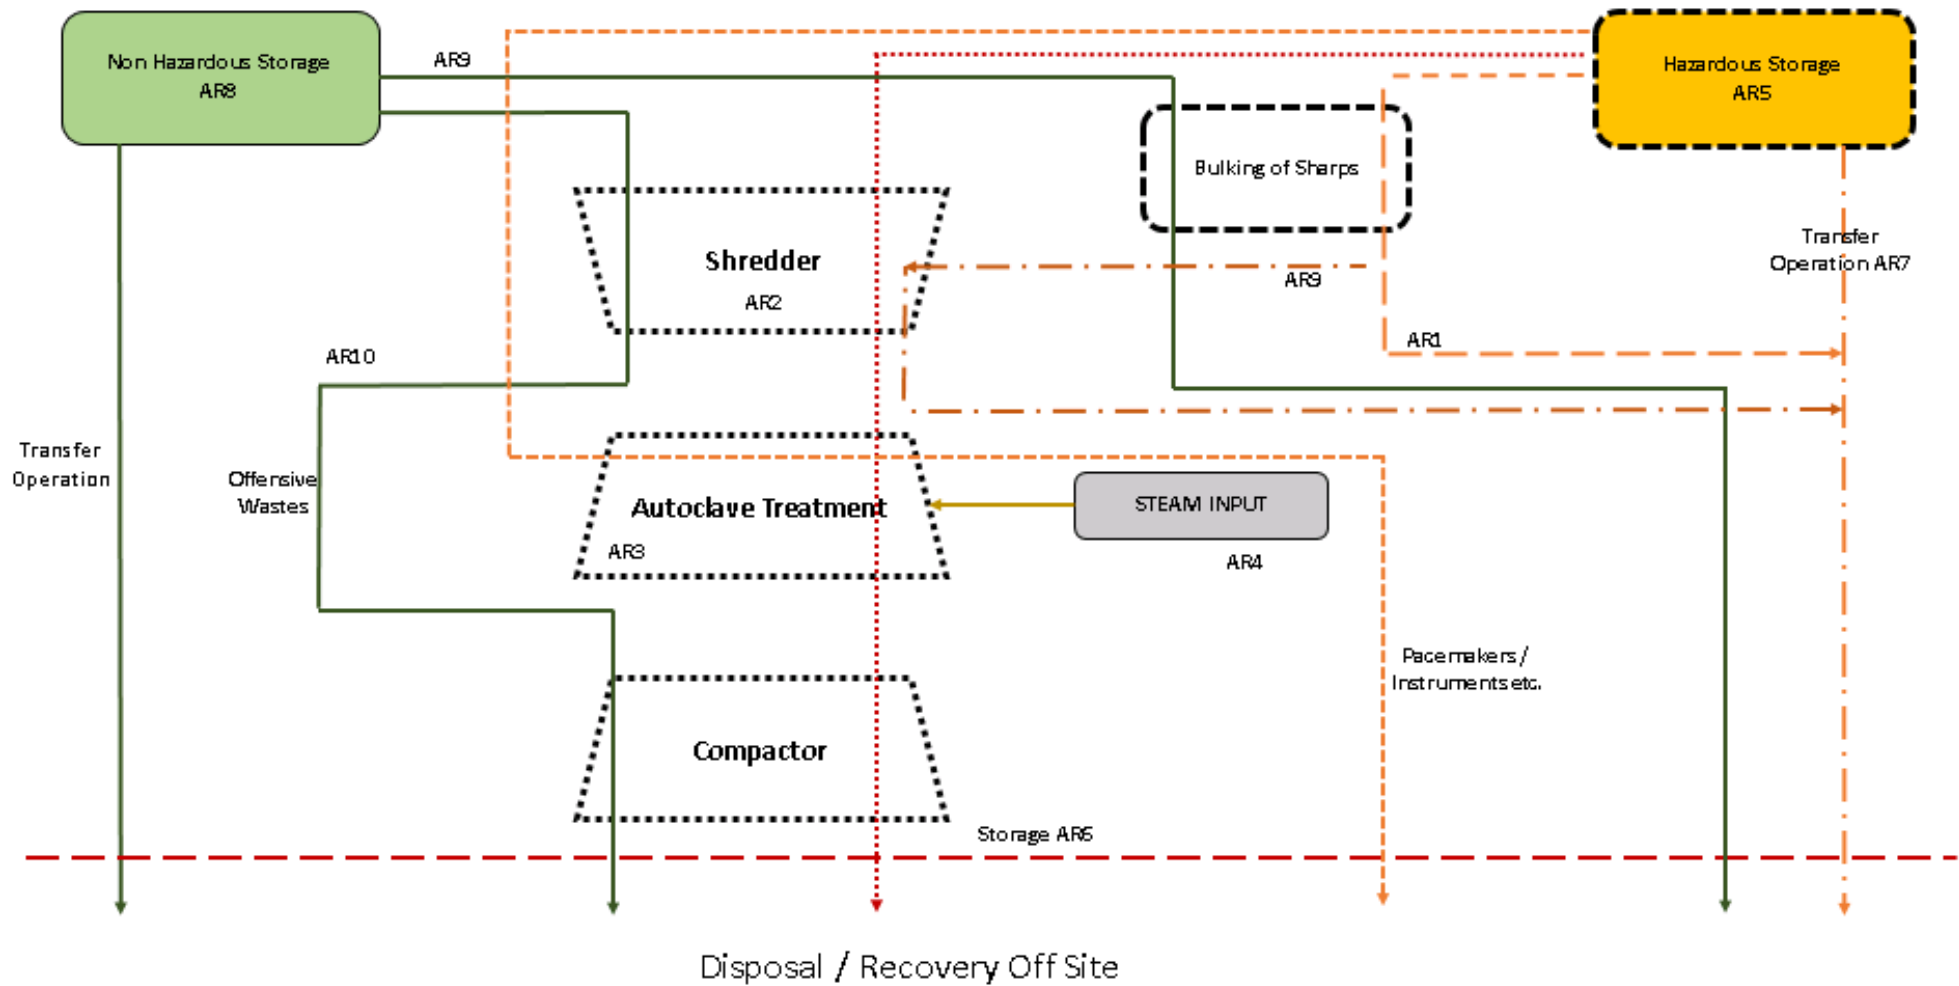 Non Hazardous Storage
AR8
AR9
Hazardous Storage
AR5
Bulking of Sharps
Shredder
AR2
AR9
Transfer
Operation AR7
AR1
AR10
Transfer
Operation
Offensive
Wastes
Autoclave Treatment
AR3
STEAM INPUT
AR4
Pacemakers /
Instruments etc.
Compactor
Storage AR6
Disposal / Recovery Off Site